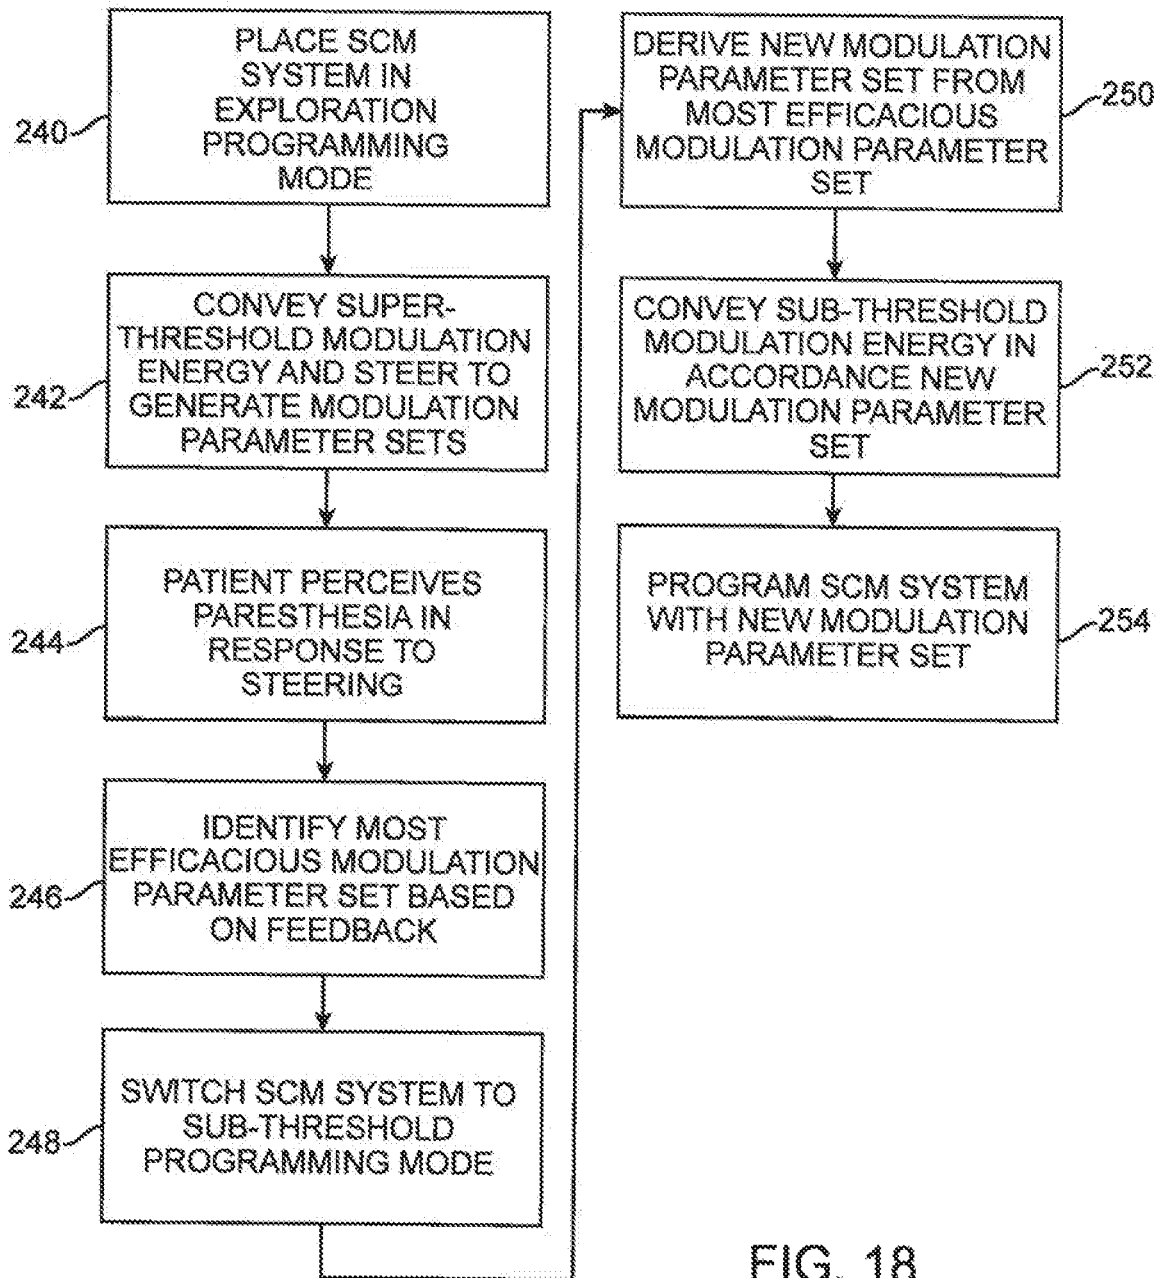 PLACE SCM
SYSTEM IN
EXPLORATION
PROGRAMMING
MODE
240
CONVEY SUPER-
THRESHOLD MODULATION
ENERGY AND STEER TO
GENERATE MODULATION
PARAMETER SETS
242
PATIENT PERCEIVES
PARESTHESIA IN
RESPONSE TO
STEERING
244
IDENTIFY MOST
EFFICACIOUS MODULATION
PARAMETER SET BASED
ON FEEDBACK
246
SWITCH SCM SYSTEM TO
SUB-THRESHOLD
PROGRAMMING MODE
248
DERIVE NEW MODULATION
PARAMETER SET FROM
MOST EFFICACIOUS
MODULATION PARAMETER
SET
250
CONVEY SUB-THRESHOLD
MODULATION ENERGY IN
ACCORDANCE NEW
MODULATION PARAMETER
SET
252
PROGRAM SCM SYSTEM
WITH NEW MODULATION
PARAMETER SET
254
FIG. 18